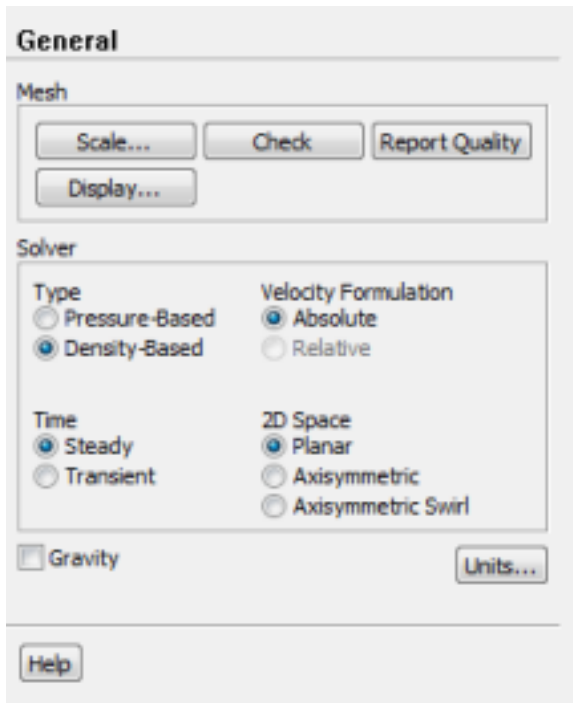 General
Mesh
Scale... Check Report Quality
Display...
Solver
Type Velocity Formulation
Pressure-Based Absolute
Density-Based Relative
Time 2D Space
Steady Planar
Transient Axisymmetric
Axisymmetric Swirl
Gravity Units...
Help